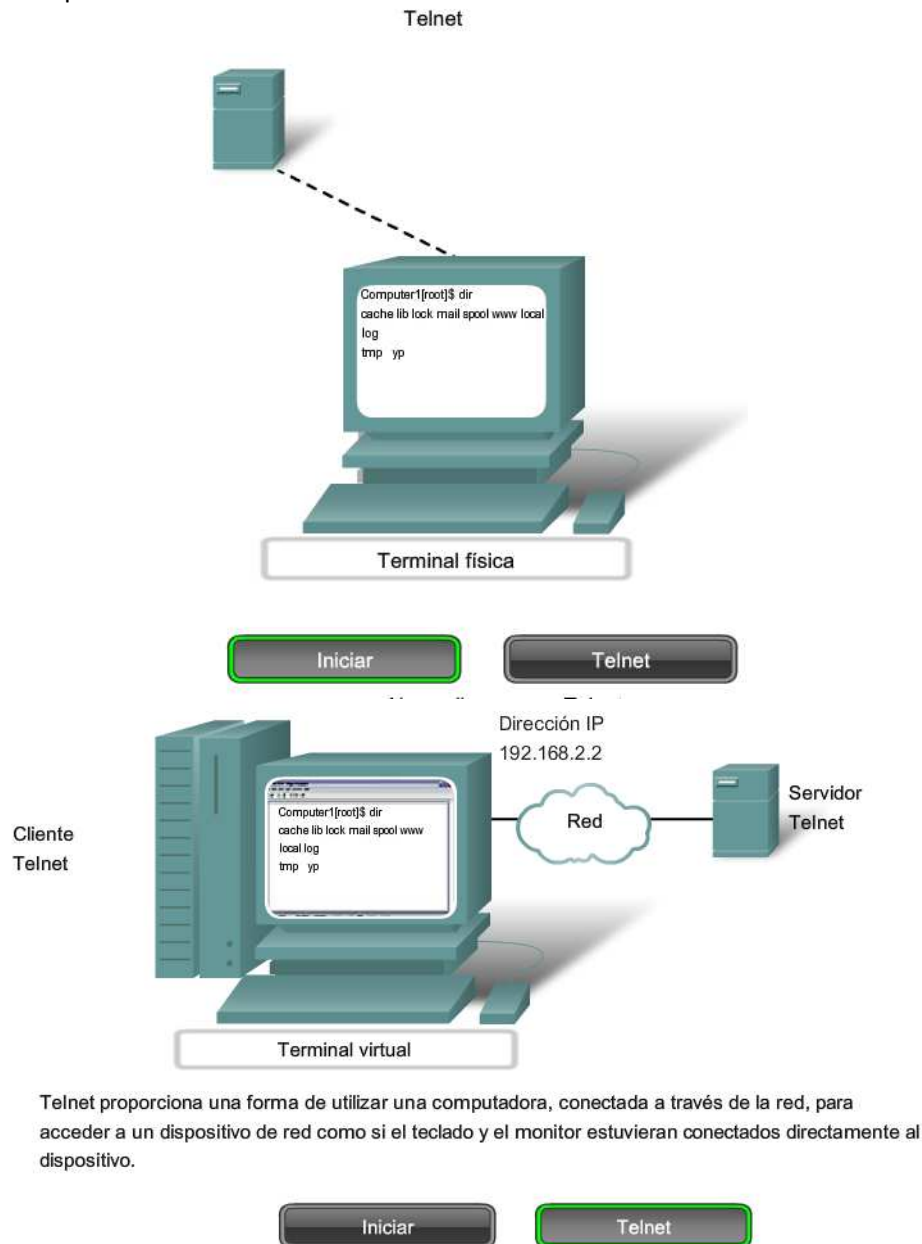 Telnet
Computer1[root]$ dir
cache lib lock mail spool www local
log
tmp yp
Terminal física
Iniciar
Telnet
Dirección IP
192.168.2.2
Cliente
Telnet
Computer1[root]$ dir
cache lib lock mail spool www
local log
tmp yp
Red
Servidor
Telnet
Terminal virtual
Telnet proporciona una forma de utilizar una computadora, conectada a través de la red, para
acceder a un dispositivo de red como si el teclado y el monitor estuvieran conectados directamente al
dispositivo.
Iniciar
Telnet